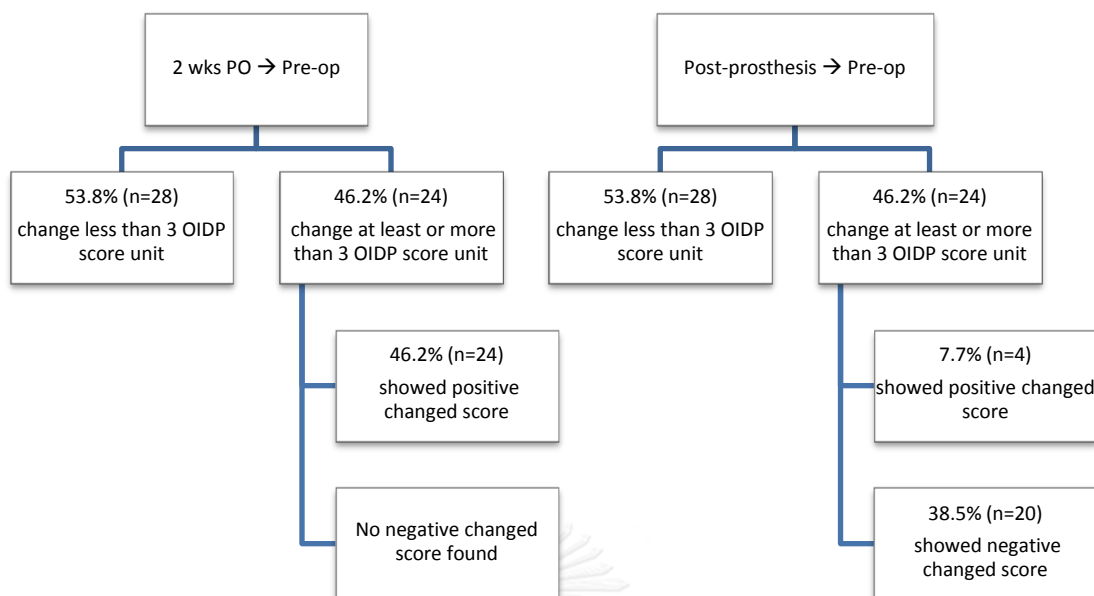 2 wks PO → Pre-op
53.8% (n=28)
change less than 3 OIDP
score unit
46.2% (n=24)
change at least or more
than 3 OIDP score unit
46.2% (n=24)
showed positive
changed score
No negative changed
score found
Post-prosthesis → Pre-op
53.8% (n=28)
change less than 3 OIDP
score unit
46.2% (n=24)
change at least or more
than 3 OIDP score unit
7.7% (n=4)
showed positive changed
score
38.5% (n=20)
showed negative
changed score